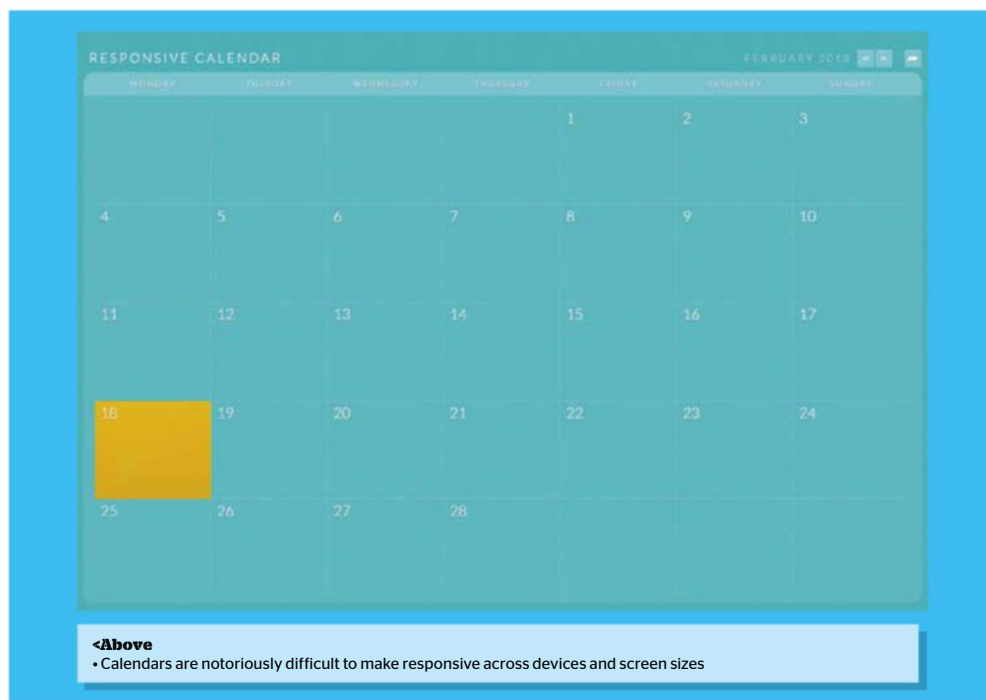 RESPONSIVE CALENDAR FEBRUARY 2013
MONDAY TUESDAY WEDNESDAY THURSDAY FRIDAY SATURDAY SUNDAY
1 2 3
4 5 6 7 8 9 10
11 12 13 14 15 16 17
18 19 20 21 22 23 24
25 26 27 28
<Above
• Calendars are notoriously difficult to make responsive across devices and screen sizes